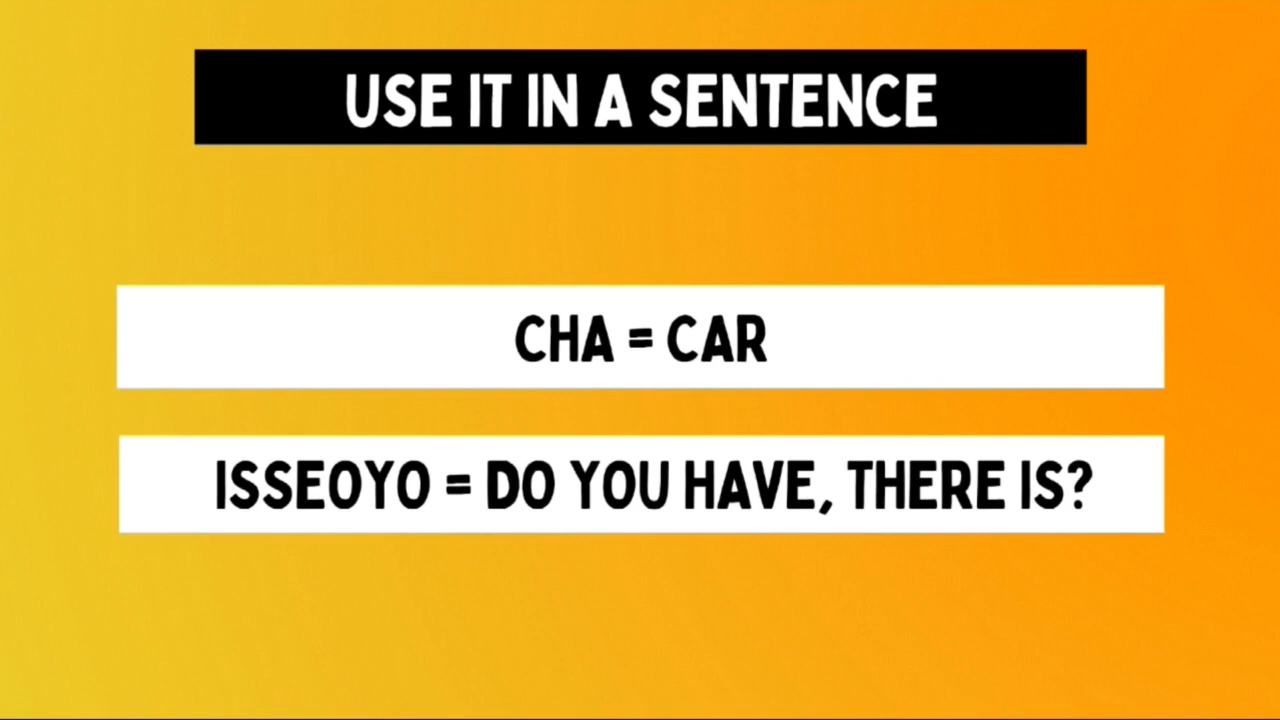 USE IT IN A SENTENCE
CHA = CAR
ISSEOYO = DO YOU HAVE, THERE IS?